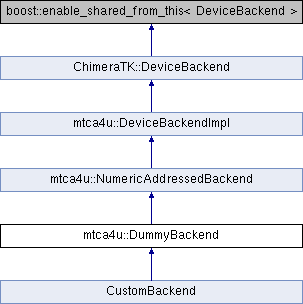 boost::enable_shared_from_this< DeviceBackend >
ChimeraTK::DeviceBackend
mtca4u::DeviceBackendImpl
mtca4u::NumericAddressedBackend
mtca4u::DummyBackend
CustomBackend